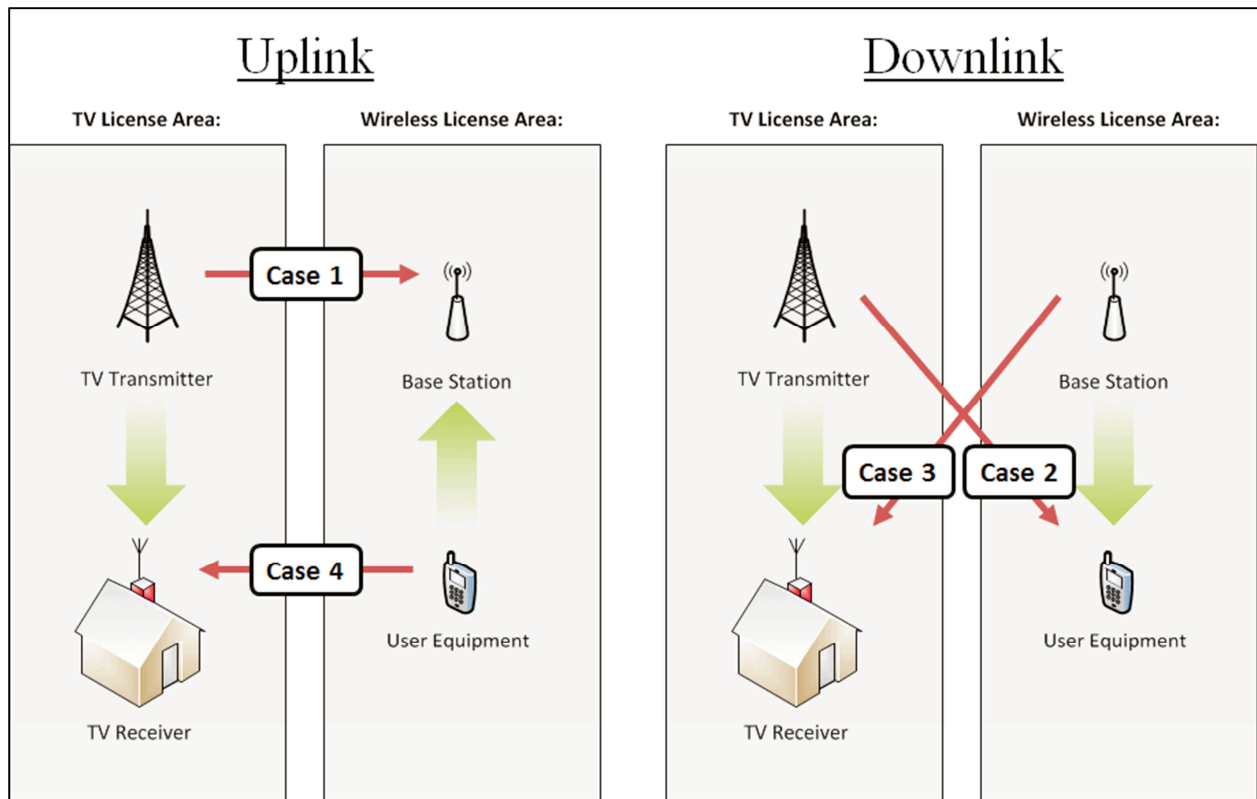 Uplink
TV License Area:
Wireless License Area:
Case 1
TV Transmitter
Base Station
Case 4
User Equipment
TV Receiver
Downlink
TV License Area:
Wireless License Area:
TV Transmitter
Base Station
Case 3
Case 2
User Equipment
TV Receiver